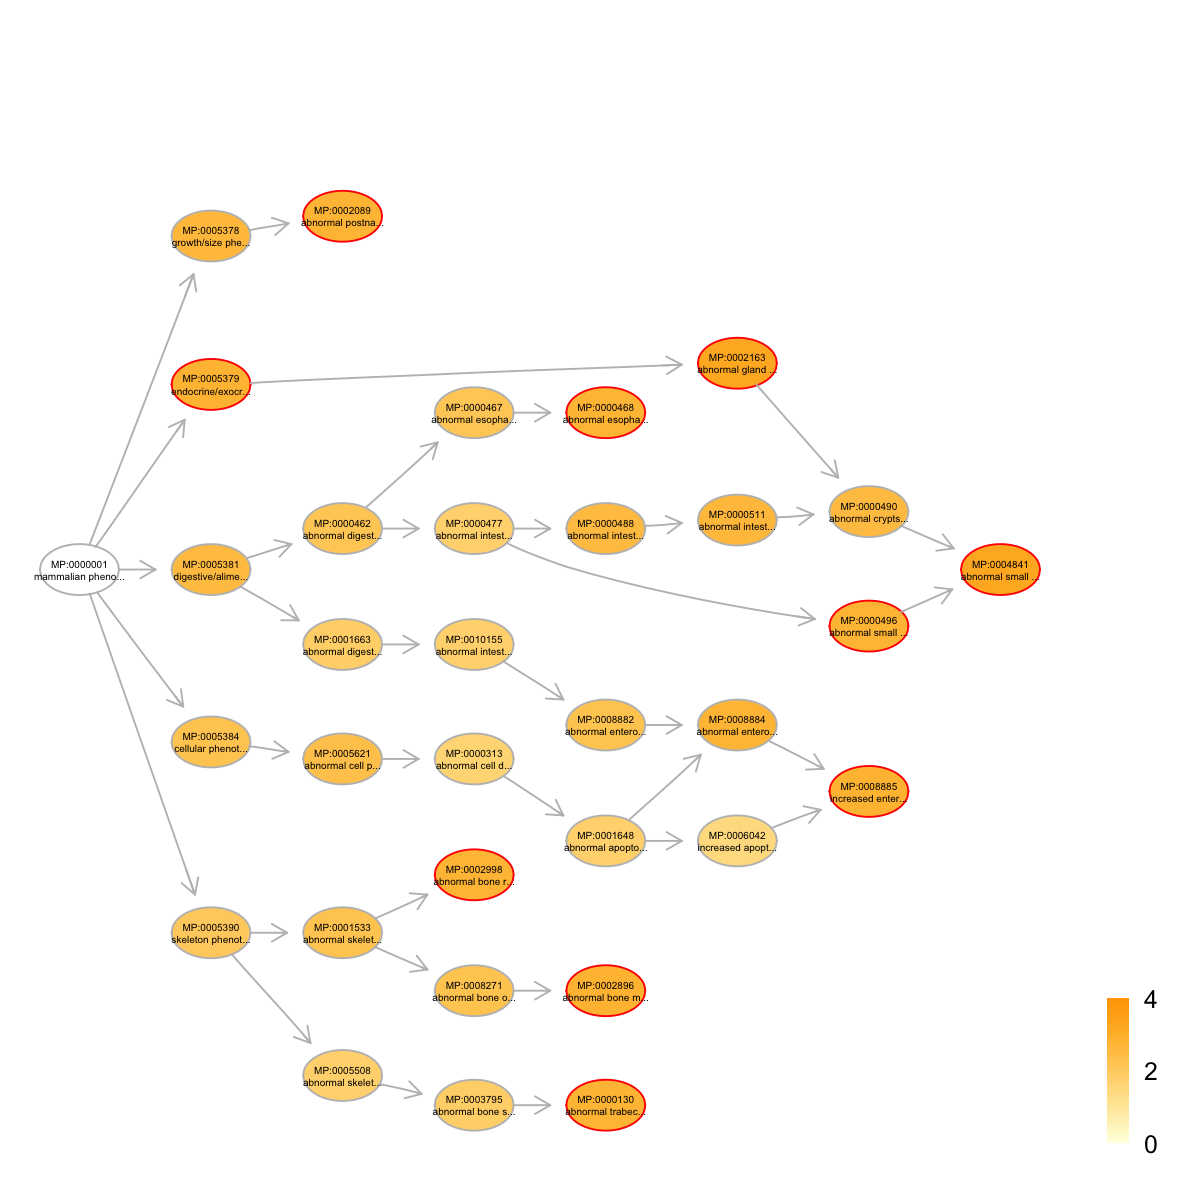 MP:0002089
abnormal postna...
MP:0005378
growth/size phe...
MP:0002163
abnormal gland ...
MP:0005379
endocrine/exocr...
MP:0000467
abnormal esopha...
MP:0000468
abnormal esopha...
MP:0000490
abnormal crypts...
MP:0000511
abnormal intest...
MP:0000462
abnormal digest...
MP:0000477
abnormal intest...
MP:0000488
abnormal intest...
MP:0000001
mammalian pheno...
MP:0005381
digestive/alime...
MP:0004841
abnormal small ...
MP:0000496
abnormal small ...
MP:0001663
abnormal digest...
MP:0010155
abnormal intest...
MP:0008882
abnormal entero...
MP:0008884
abnormal entero...
MP:0005384
cellular phenot...
MP:0005621
abnormal cell p...
MP:0000313
abnormal cell d...
MP:0008885
increased enter...
MP:0001648
abnormal apopto...
MP:0006042
increased apopt...
MP:0002998
abnormal bone r...
MP:0005390
skeleton phenot...
MP:0001533
abnormal skelet...
MP:0008271
abnormal bone o...
MP:0002896
abnormal bone m...
MP:0005508
abnormal skelet...
MP:0003795
abnormal bone s...
MP:0000130
abnormal trabec...
4
2
0